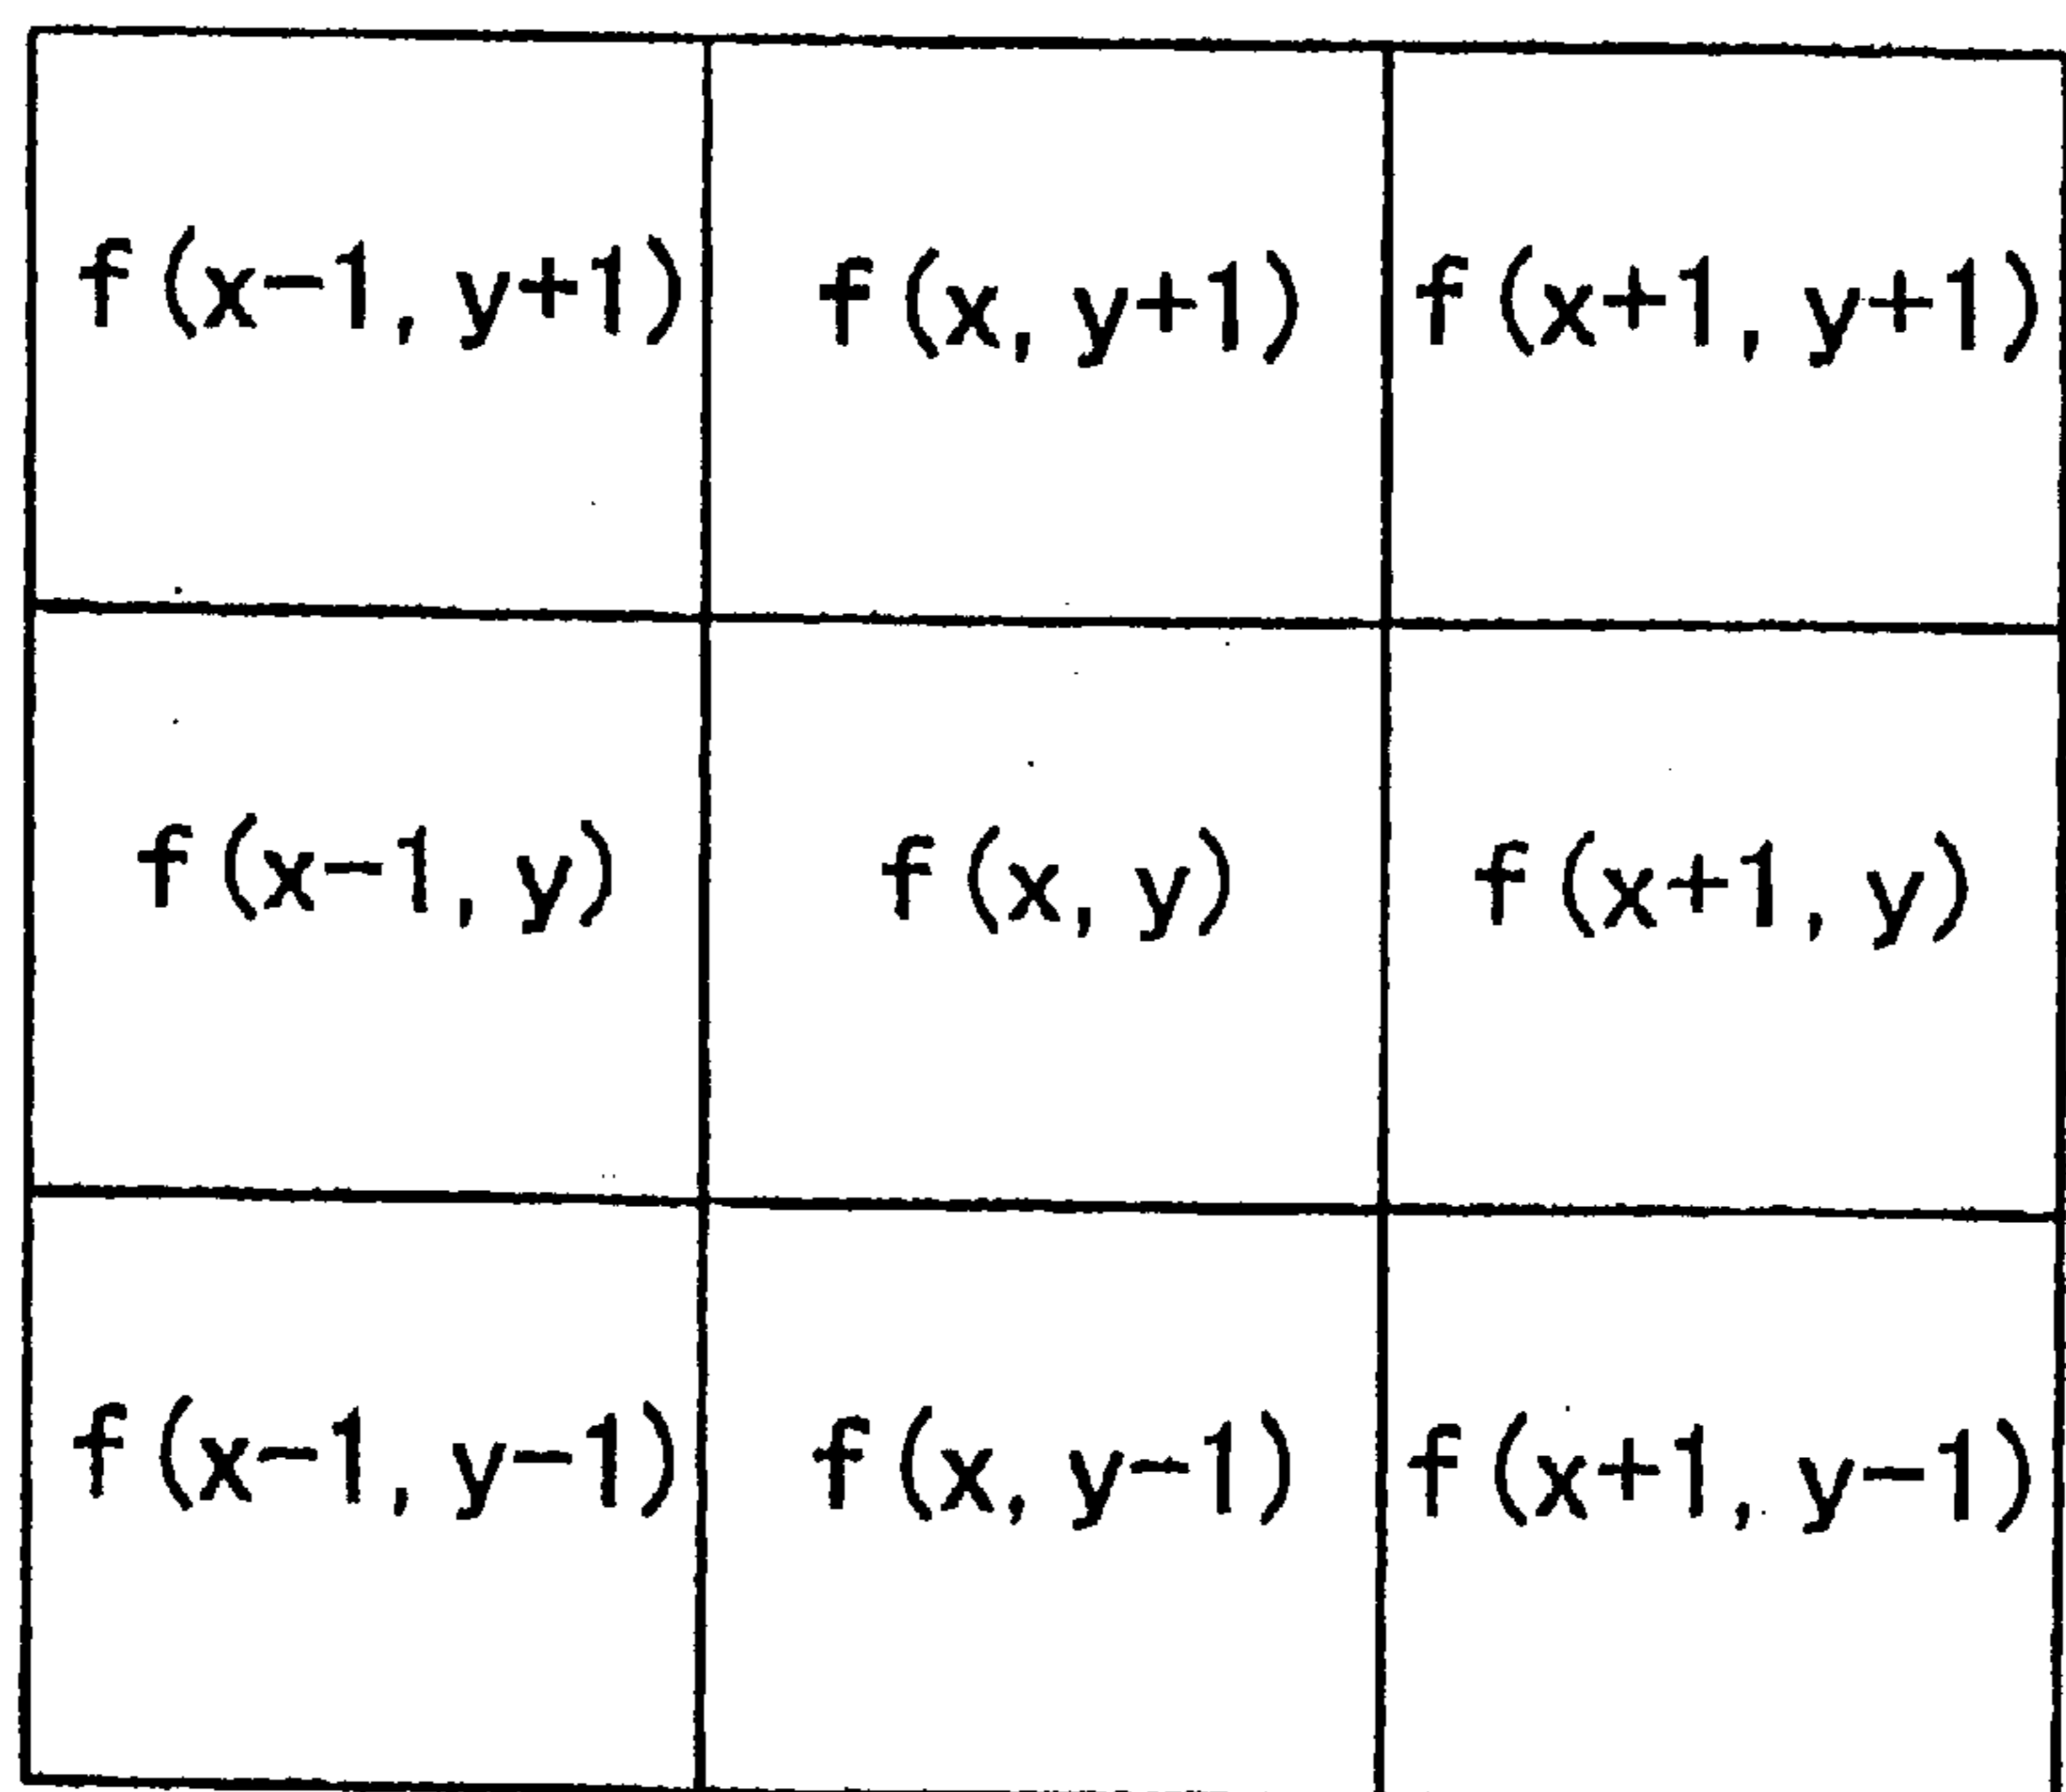 f(x-1, y+1) f(x, y+1) f(x+1, y+1)
f(x-1, y) f(x, y) f(x+1, y)
f(x-1, y-1) f(x, y-1) f(x+1, y-1)